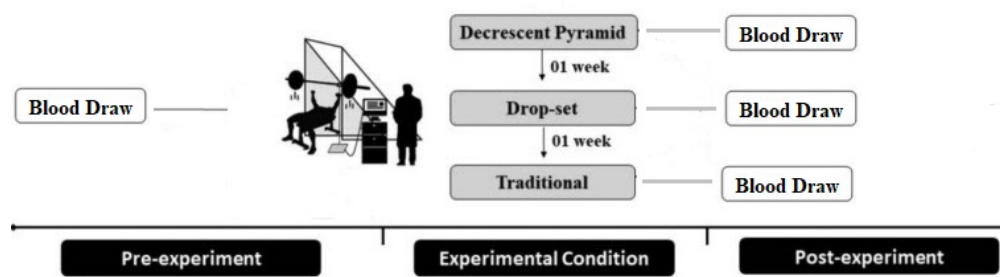 Decrescent Pyramid
Blood Draw
01 week
Blood Draw
Drop-set
Blood Draw
01 week
Traditional
Blood Draw
Pre-experiment
Experimental Condition
Post-experiment